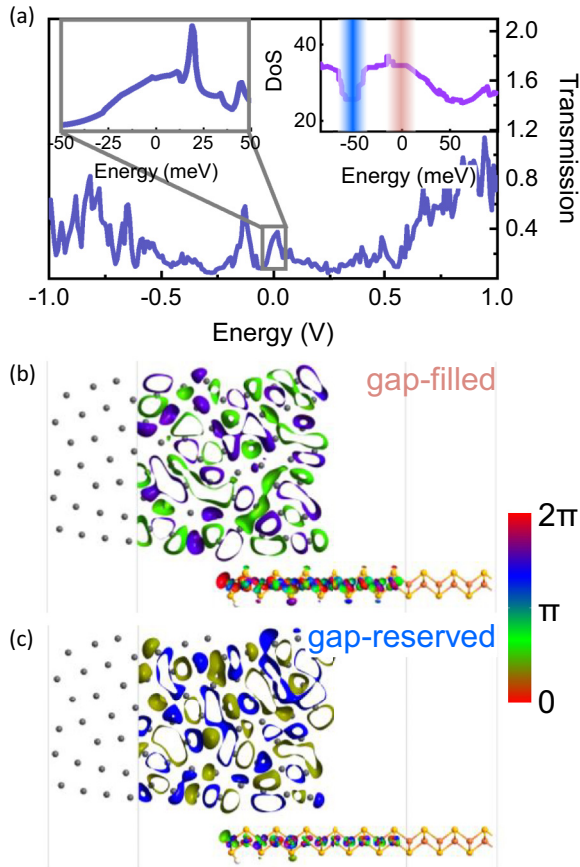 (a)
40
20
DoS
-50
0
50
Energy (meV)
-50
-25
0
25
50
Energy (meV)
2.0
1.6
1.2
0.8
0.4
Transmission
-1.0
-0.5
0.0
0.5
1.0
Energy (V)
(b)
gap-filled
2π
π
0
(c)
gap-reserved